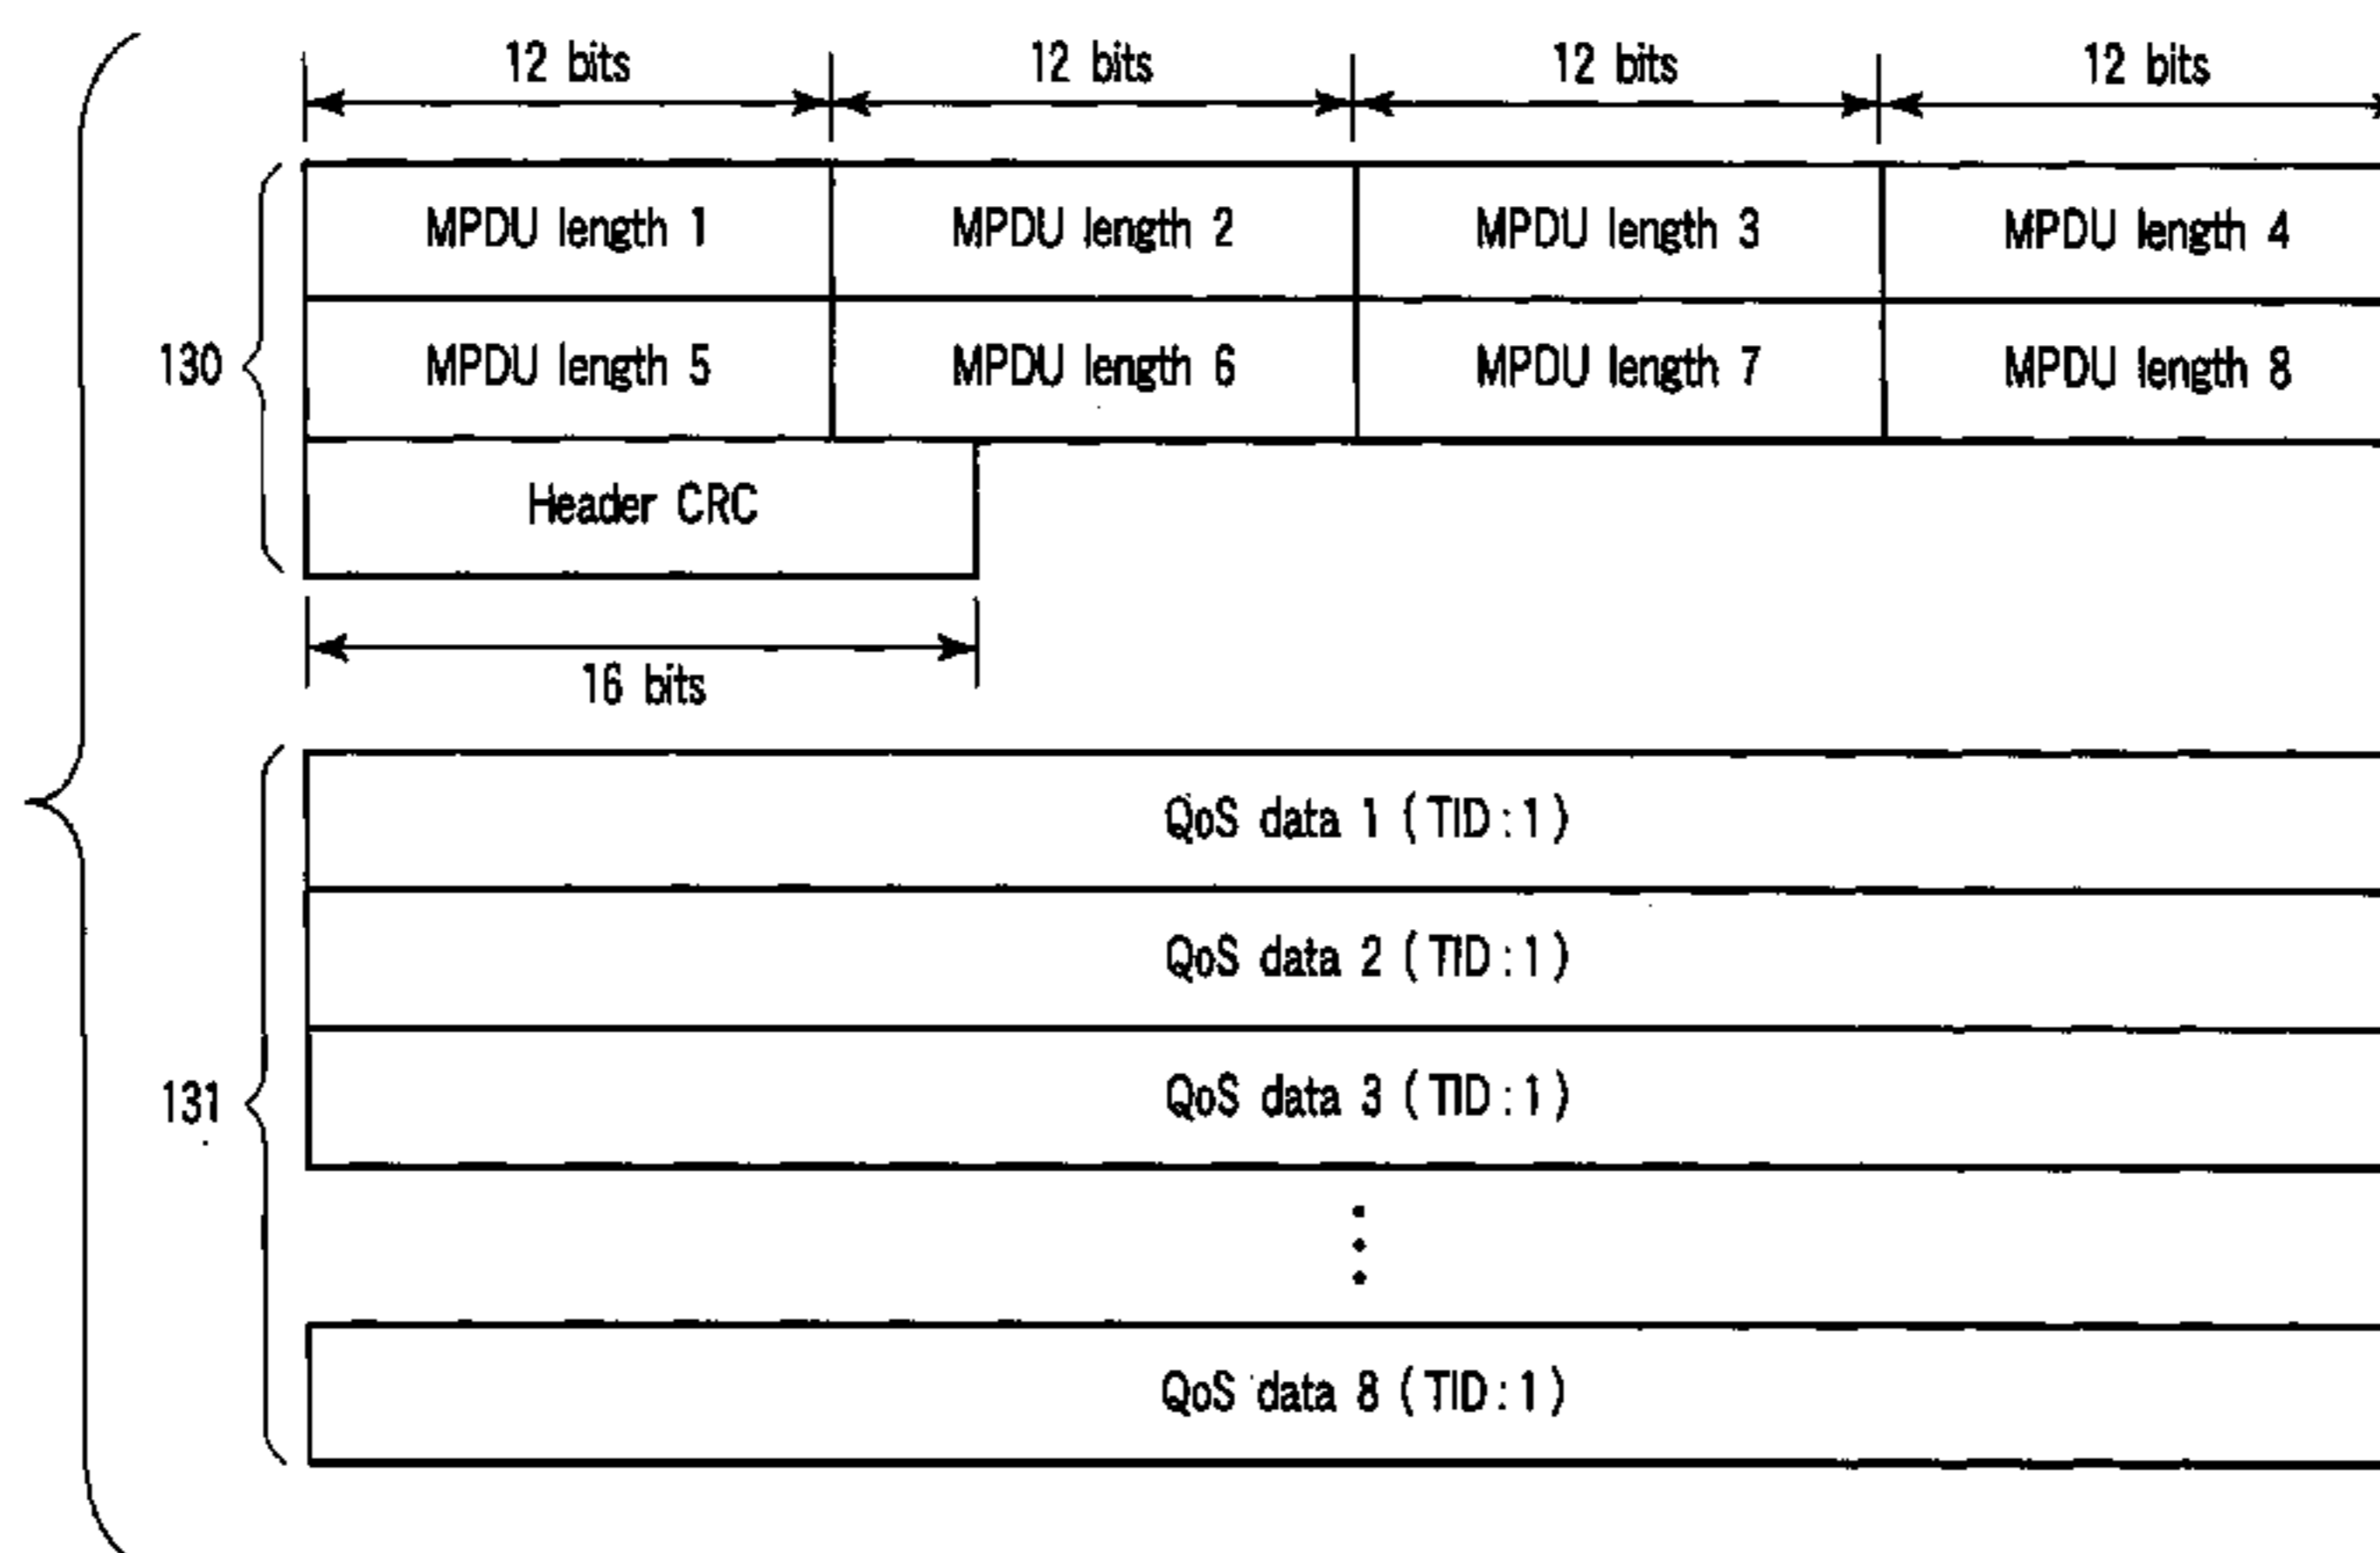 12 bits 12 bits 12 bits 12 bits
MPDU length 1 MPDU length 2 MPDU length 3 MPDU length 4
130 MPDU length 5 MPDU length 6 MPDU length 7 MPDU length 8
Header CRC
16 bits
QoS data 1 (TID:1)
QoS data 2 (TID:1)
131 QoS data 3 (TID:1)
QoS data 8 (TID:1)